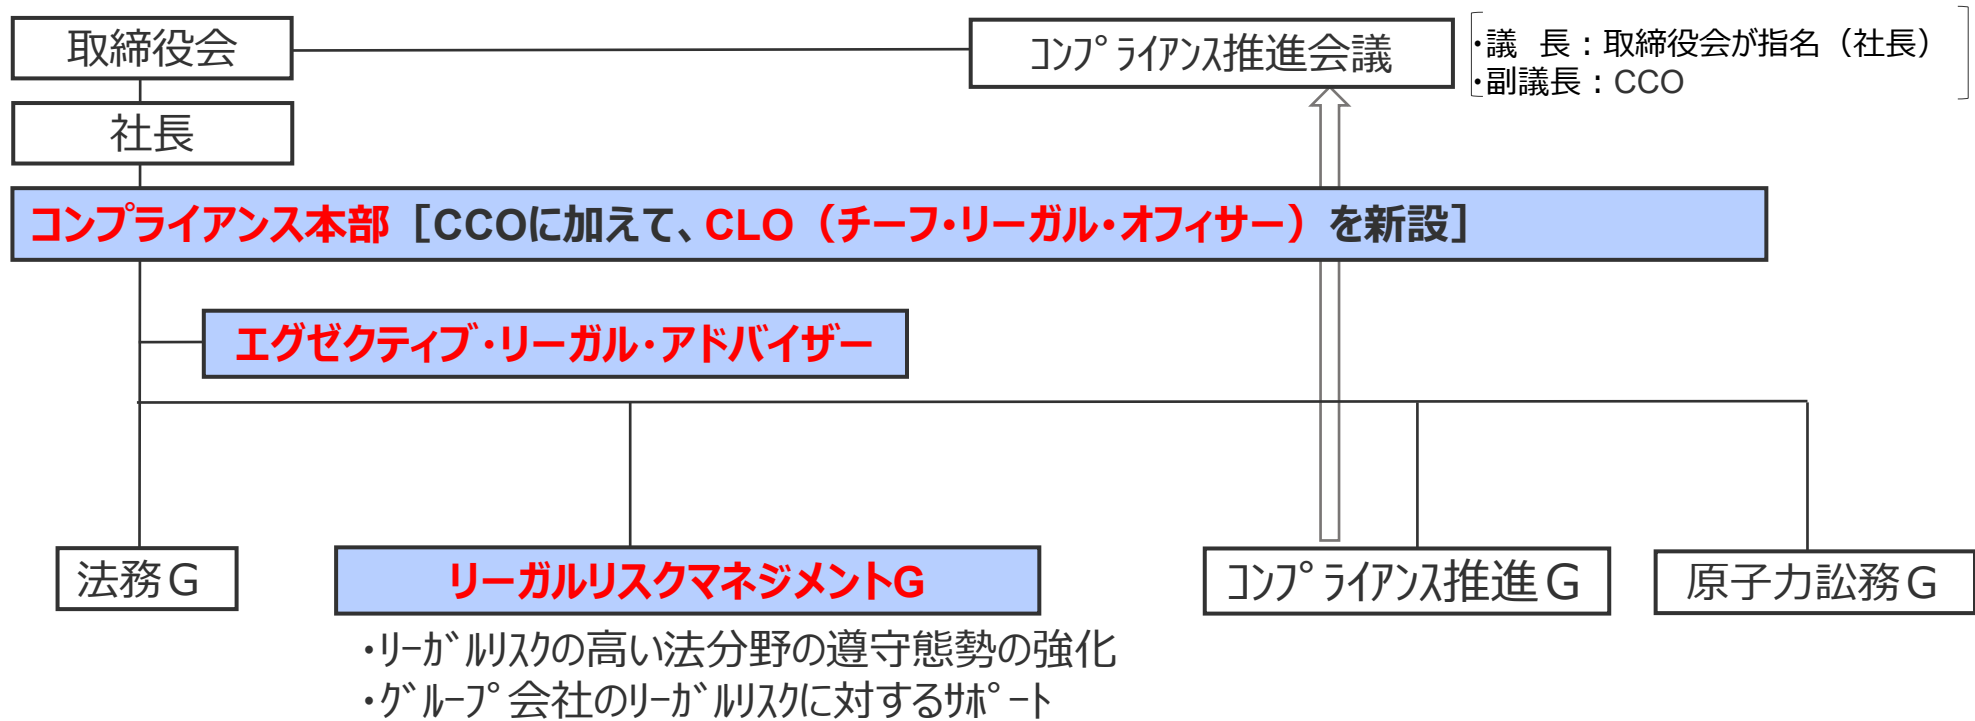 取締役会
コンプライアンス推進会議
・議　長：取締役会が指名（社長）
・副議長：CCO
社長
コンプライアンス本部［CCOに加えて、CLO（チーフ・リーガル・オフィサー）を新設］
エグゼクティブ・リーガル・アドバイザー
法務G
リーガルリスクマネジメントG
コンプライアンス推進G
原子力訟務G
・リーガルリスクの高い法分野の遵守態勢の強化
・グループ会社のリーガルリスクに対するサポート